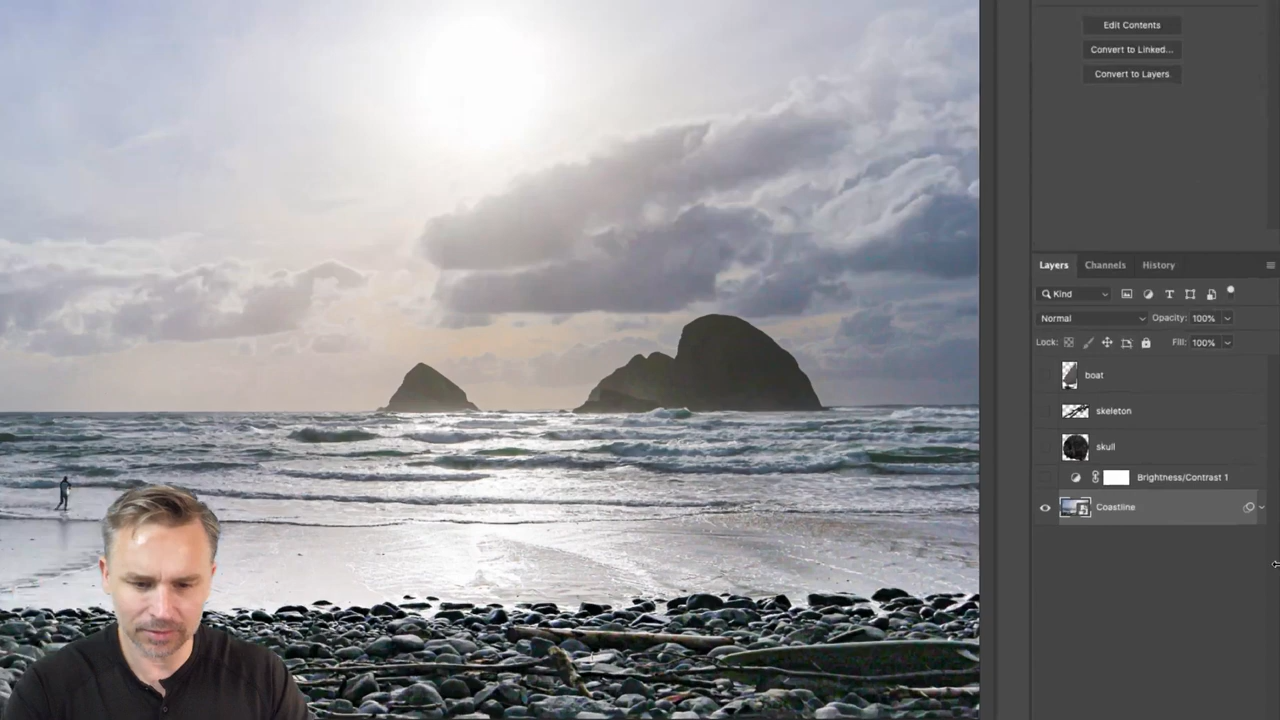 Edit Contents
Convert to Linked...
Convert to Layers
Layers Channels History
Kind
Normal Opacity: 100%
Lock: Fill: 100%
boat
skeleton
skull
Brightness/Contrast 1
Coastline